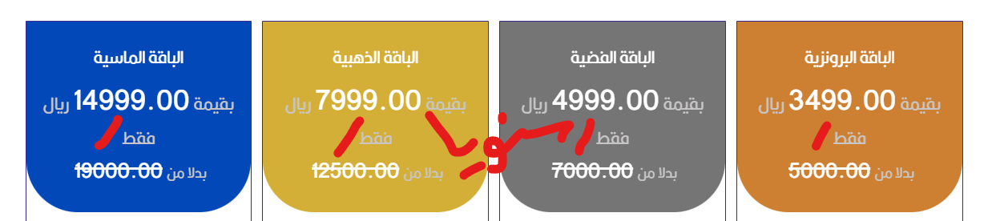 الباقة البرونزية
بقيمة 3499.00 ريال
فقط
بدلا من 5000.00
الباقة الفضية
بقيمة 4999.00 ريال
فقط
بدلا من 7000.00
الباقة الذهبية
بقيمة 7999.00 ريال
فقط
بدلا من 12500.00
الباقة الماسية
بقيمة 14999.00 ريال
فقط
بدلا من 19000.00
/ سنوي / /